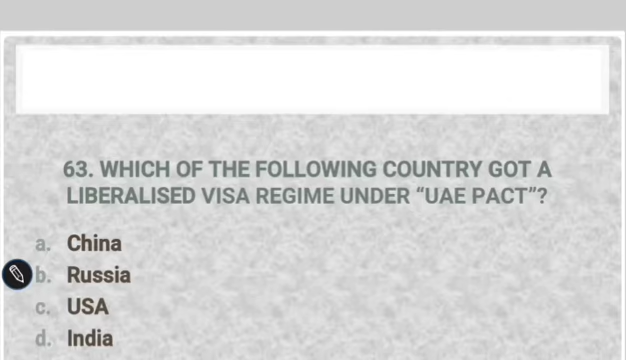 63. WHICH OF THE FOLLOWING COUNTRY GOT A
LIBERALISED VISA REGIME UNDER “UAE PACT”?
a. China
b. Russia
c. USA
d. India